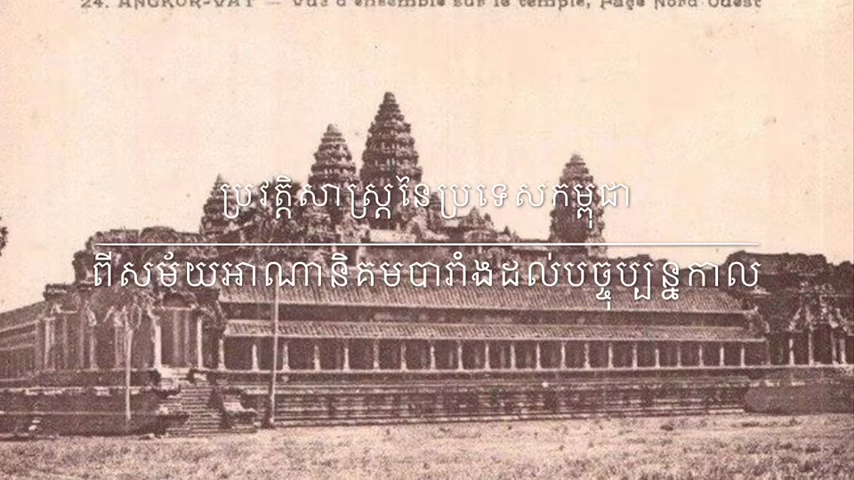 24. ANGKOR-VAT — Vue d'ensemble sur le temple, Façe Nord-Ouest
ប្រវត្តិសាស្ត្រនៃប្រទេសកម្ពុជា
ពីសម័យអាណានិគមបារាំងដល់បច្ចុប្បន្នកាល